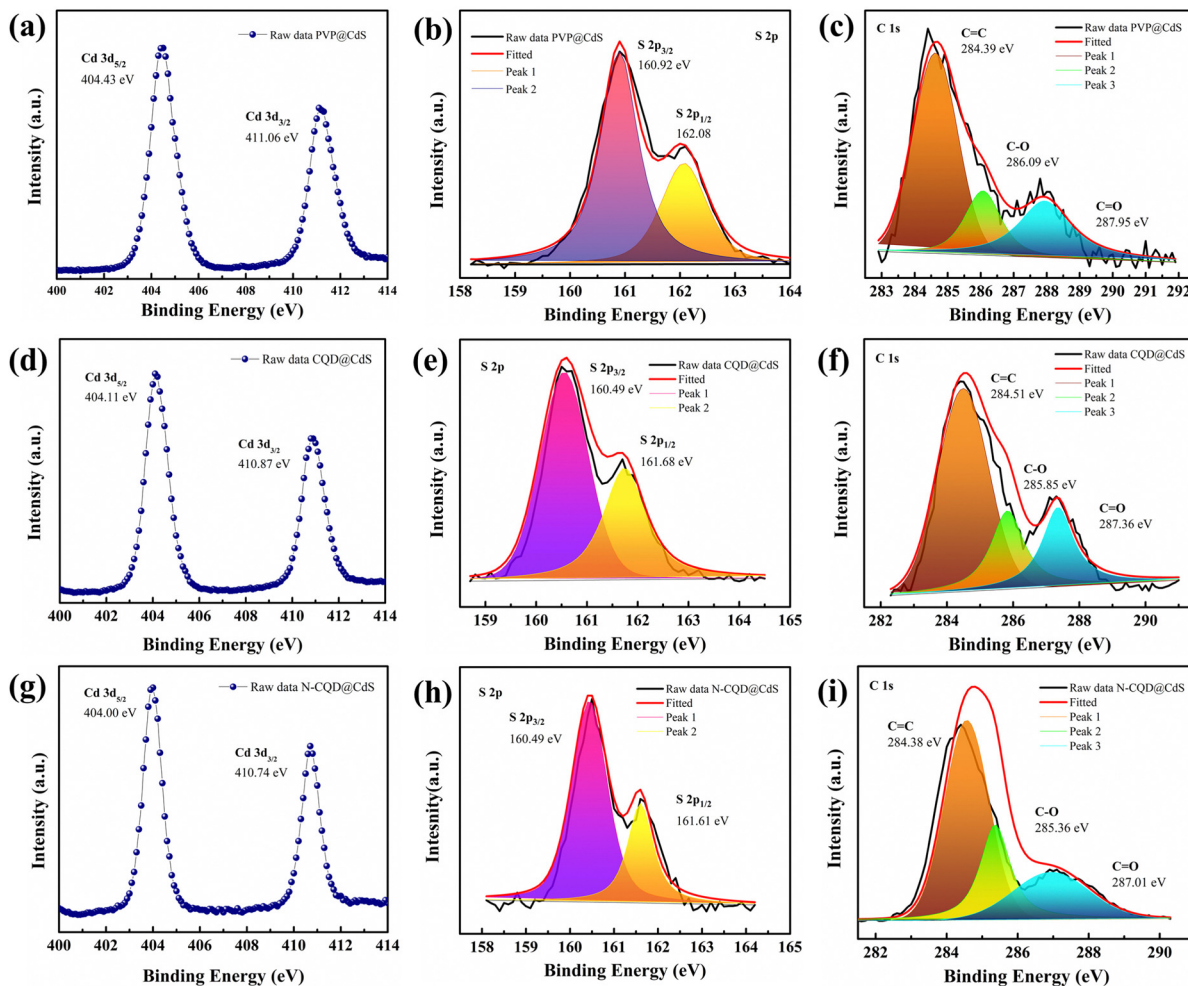 (a)
Raw data PVP@CdS
Cd 3d5/2
404.43 eV
Cd 3d3/2
411.06 eV
Intensity (a.u.)
400 402 404 406 408 410 412 414
Binding Energy (eV)
(b)
Raw data PVP@CdS
Fitted
Peak 1
Peak 2
S 2p
S 2p3/2
160.92 eV
S 2p1/2
162.08
Intensity (a.u.)
158 159 160 161 162 163 164
Binding Energy (eV)
(c)
C 1s
Raw data PVP@CdS
Fitted
Peak 1
Peak 2
Peak 3
C=C
284.39 eV
C-O
286.09 eV
C=O
287.95 eV
Intensity (a.u.)
283 284 285 286 287 288 289 290 291 292
Binding Energy (eV)
(d)
Raw data CQD@CdS
Cd 3d5/2
404.11 eV
Cd 3d3/2
410.87 eV
Intensity (a.u.)
400 402 404 406 408 410 412 414
Binding Energy (eV)
(e)
S 2p
S 2p3/2
160.49 eV
Raw data CQD@CdS
Fitted
Peak 1
Peak 2
S 2p1/2
161.68 eV
Intensity (a.u.)
159 160 161 162 163 164 165
Binding Energy (eV)
(f)
C 1s
Raw data CQD@CdS
Fitted
Peak 1
Peak 2
Peak 3
C=C
284.51 eV
C-O
285.85 eV
C=O
287.36 eV
Intensity (a.u.)
282 284 286 288 290
Binding Energy (eV)
(g)
Raw data N-CQD@CdS
Cd 3d5/2
404.00 eV
Cd 3d3/2
410.74 eV
Intensity (a.u.)
400 402 404 406 408 410 412 414
Binding Energy (eV)
(h)
S 2p
Raw data N-CQD@CdS
Fitted
Peak 1
Peak 2
S 2p3/2
160.49 eV
S 2p1/2
161.61 eV
Intesnity(a.u.)
158 159 160 161 162 163 164 165
Binding Energy (eV)
(i)
C 1s
Raw data N-CQD@CdS
Fitted
Peak 1
Peak 2
Peak 3
C=C
284.38 eV
C-O
285.36 eV
C=O
287.01 eV
Intensity (a.u.)
282 284 286 288 290
Binding Energy (eV)